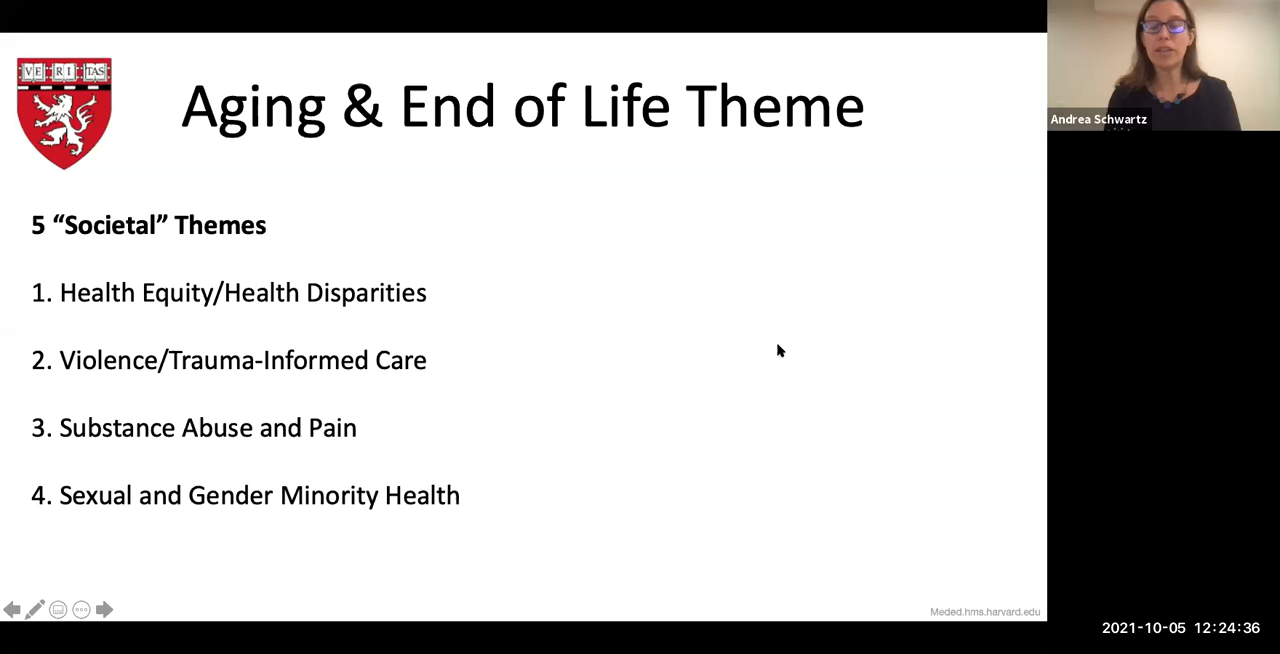 VE RI TAS
Aging & End of Life Theme
Andrea Schwartz
5 “Societal” Themes
1. Health Equity/Health Disparities
2. Violence/Trauma-Informed Care
3. Substance Abuse and Pain
4. Sexual and Gender Minority Health
Meded.hms.harvard.edu
2021-10-05 12:24:36